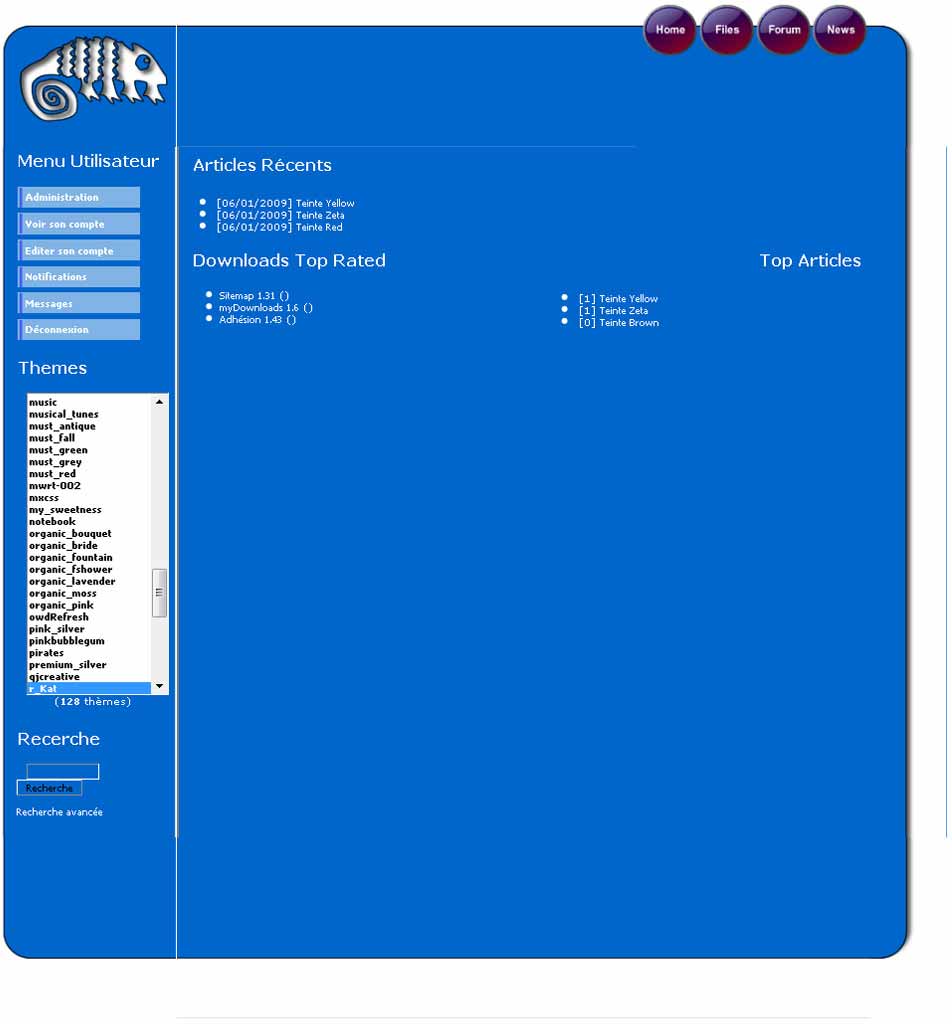 Home Files Forum News
Menu Utilisateur
Administration
Voir son compte
Editer son compte
Notifications
Messages
Déconnexion
Themes
music
musical_tunes
must_antique
must_fall
must_green
must_grey
must_red
mwrt-002
mxcss
my_sweetness
notebook
organic_bouquet
organic_bride
organic_fountain
organic_fshower
organic_lavender
organic_moss
organic_pink
owdRefresh
pink_silver
pinkbubblegum
pirates
premium_silver
qjcreative
r_Kat
(128 thèmes)
Recerche
Recherche
Recherche avancée
Articles Récents
[06/01/2009] Teinte Yellow
[06/01/2009] Teinte Zeta
[06/01/2009] Teinte Red
Downloads Top Rated
Sitemap 1.31 ()
myDownloads 1.6 ()
Adhésion 1.43 ()
Top Articles
[1] Teinte Yellow
[1] Teinte Zeta
[0] Teinte Brown